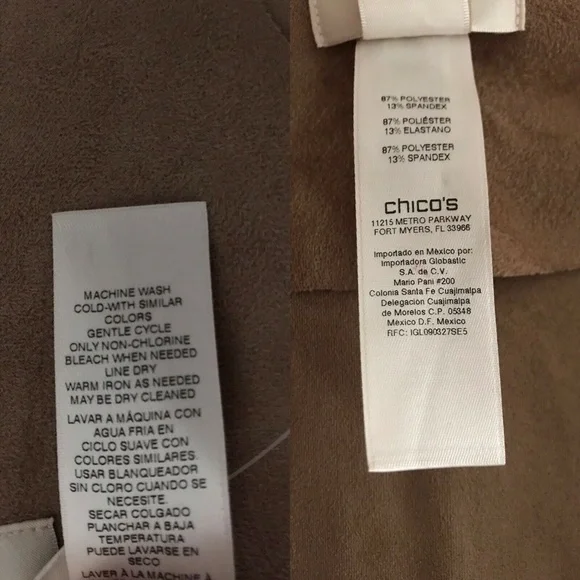 MACHINE WASH
COLD-WITH SIMILAR
COLORS
GENTLE CYCLE
ONLY NON-CHLORINE
BLEACH WHEN NEEDED
LINE DRY
WARM IRON AS NEEDED
MAY BE DRY CLEANED
LAVAR A MÁQUINA CON
AGUA FRIA EN
CICLO SUAVE CON
COLORES SIMILARES.
USAR BLANQUEADOR
SIN CLORO CUANDO SE
NECESITE.
SECAR COLGADO
PLANCHAR A BAJA
TEMPERATURA
PUEDE LAVARSE EN
SECO
LAVER À LA MACHINE À
87% POLYESTER
13% SPANDEX
87% POLIÉSTER
13% ELASTANO
87% POLYESTER
13% SPANDEX
chico's
11215 METRO PARKWAY
FORT MYERS, FL 33966
Importado en México por:
Importadora Globastic
S.A. de C.V.
Mario Pani #200
Colonia Santa Fe Cuajimalpa
Delegación Cuajimalpa
de Morelos C.P. 05348
México D.F. México
RFC: IGL090327SE5